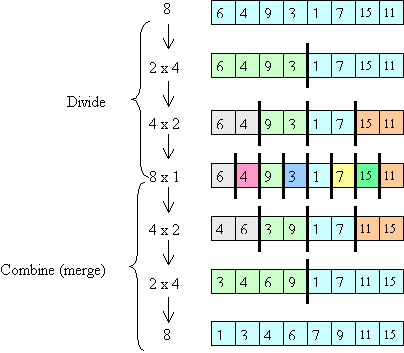 8 6 4 9 3 1 7 15 11
2 x 4 6 4 9 3 1 7 15 11
Divide
4 x 2 6 4 9 3 1 7 15 11
8 x 1 6 4 9 3 1 7 15 11
4 x 2 4 6 3 9 1 7 11 15
Combine (merge)
2 x 4 3 4 6 9 1 7 11 15
8 1 3 4 6 7 9 11 15